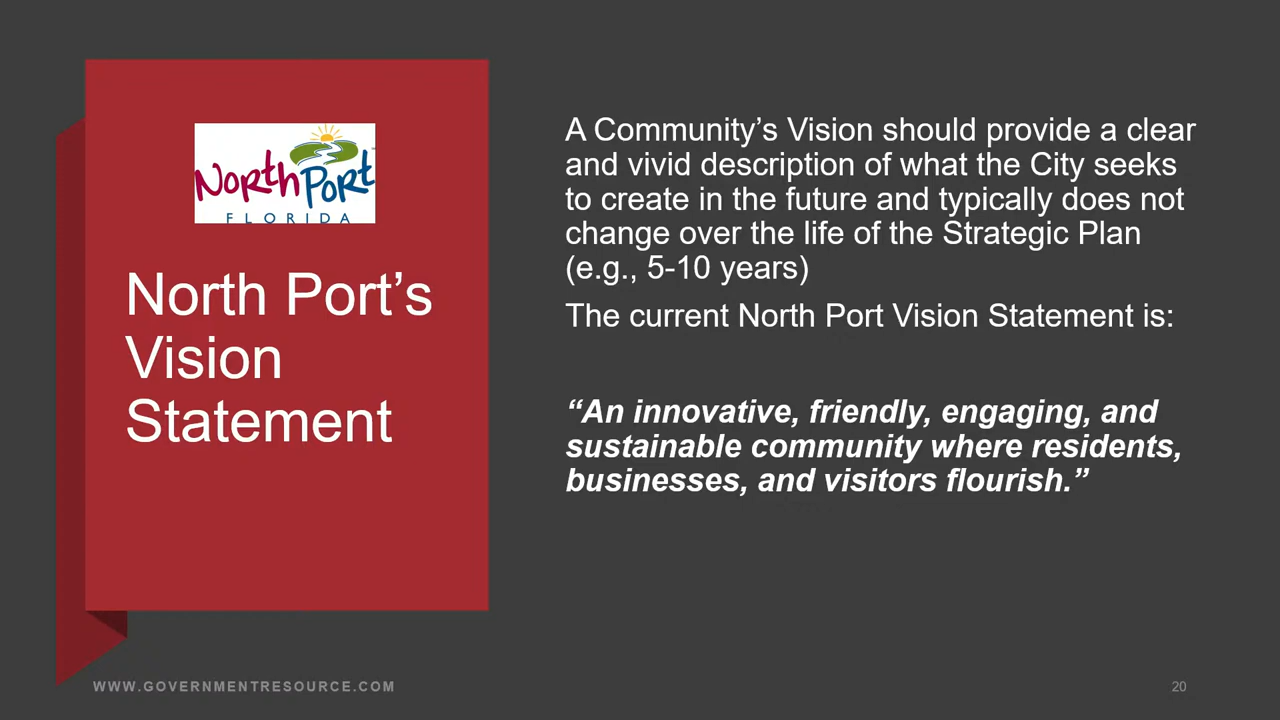 North Port
FLORIDA
North Port’s
Vision
Statement
A Community’s Vision should provide a clear
and vivid description of what the City seeks
to create in the future and typically does not
change over the life of the Strategic Plan
(e.g., 5-10 years)
The current North Port Vision Statement is:
“An innovative, friendly, engaging, and
sustainable community where residents,
businesses, and visitors flourish.”
WWW.GOVERNMENTRESOURCE.COM
20